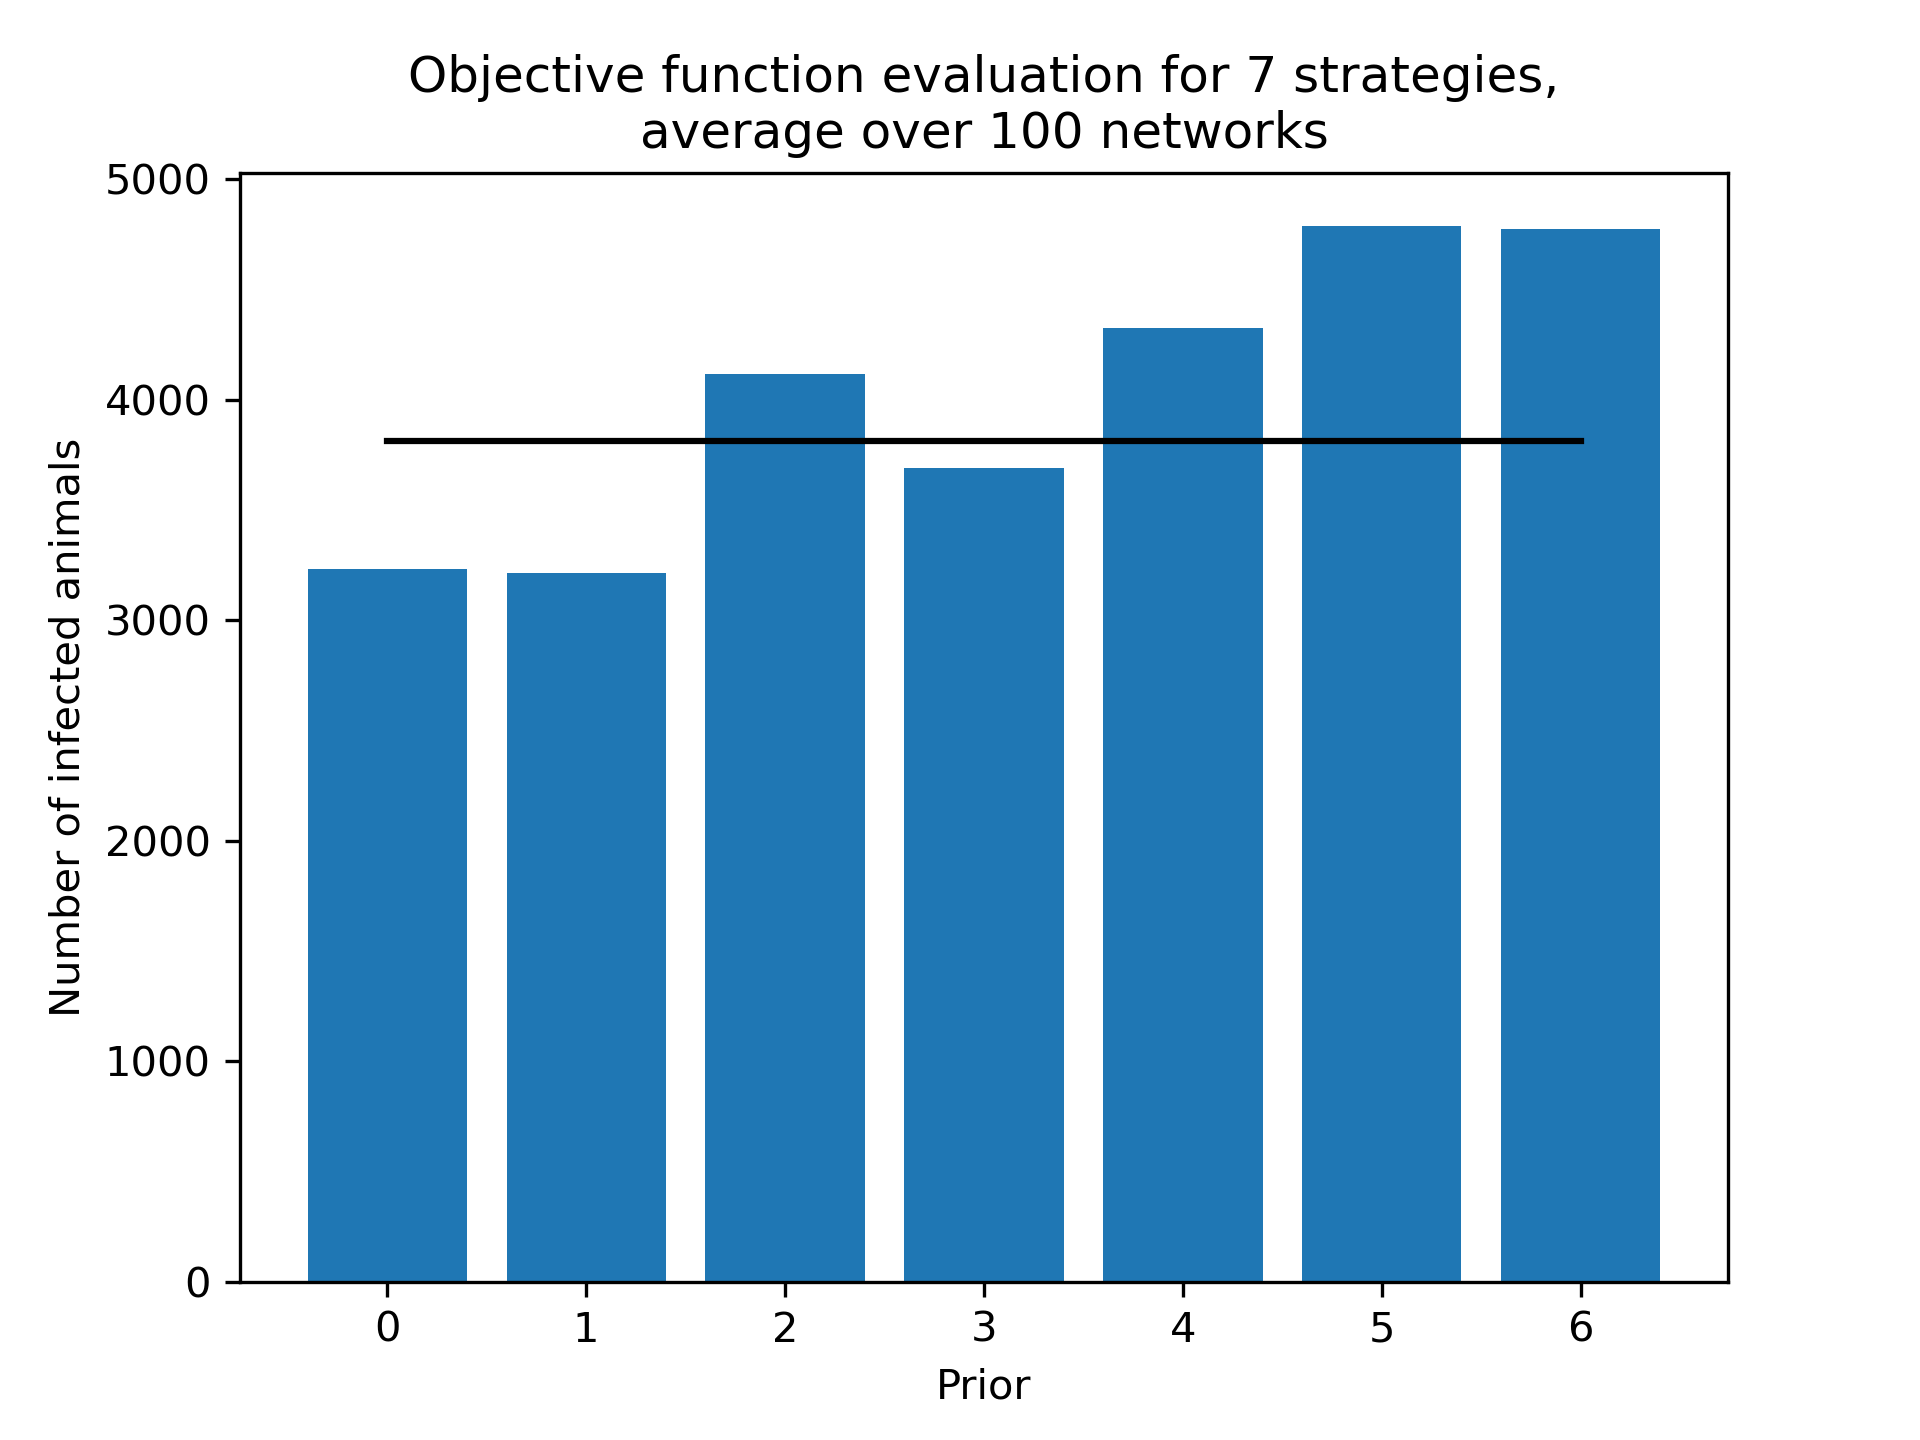 Objective function evaluation for 7 strategies,
average over 100 networks
5000
4000
3000
2000
1000
0
Number of infected animals
0 1 2 3 4 5 6
Prior